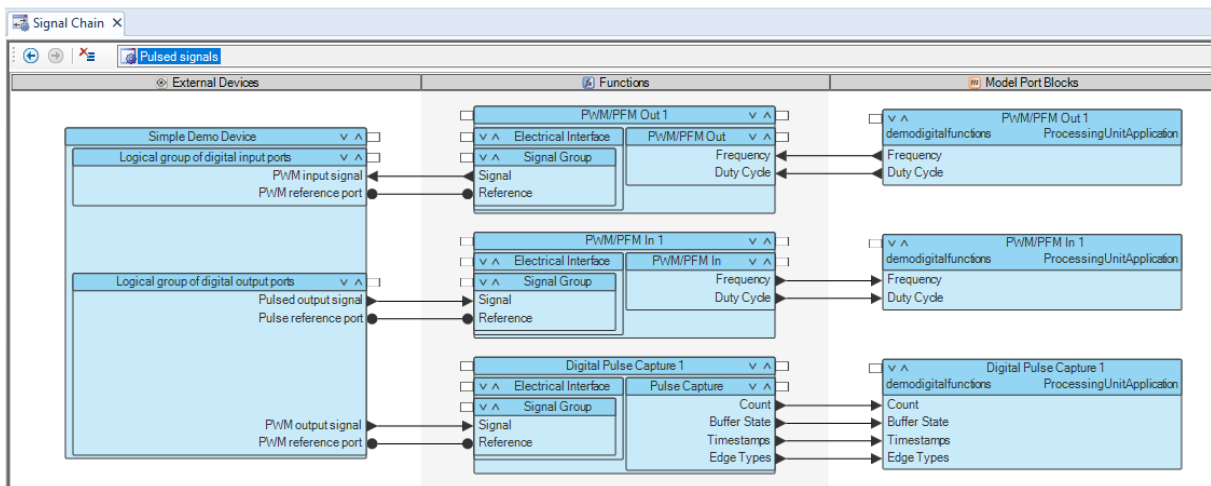 Signal Chain
Pulsed signals
External Devices
Functions
Model Port Blocks
Simple Demo Device
Logical group of digital input ports
PWM input signal
PWM reference port
Logical group of digital output ports
Pulsed output signal
Pulse reference port
PWM output signal
PWM reference port
PWM/PFM Out 1
Electrical Interface
PWM/PFM Out
Signal Group
Frequency
Signal
Duty Cycle
Reference
PWM/PFM In 1
Electrical Interface
PWM/PFM In
Signal Group
Frequency
Signal
Duty Cycle
Reference
Digital Pulse Capture 1
Electrical Interface
Pulse Capture
Signal Group
Count
Signal
Buffer State
Reference
Timestamps
Edge Types
PWM/PFM Out 1
demodigitalfunctions ProcessingUnitApplication
Frequency
Duty Cycle
PWM/PFM In 1
demodigitalfunctions ProcessingUnitApplication
Frequency
Duty Cycle
Digital Pulse Capture 1
demodigitalfunctions ProcessingUnitApplication
Count
Buffer State
Timestamps
Edge Types